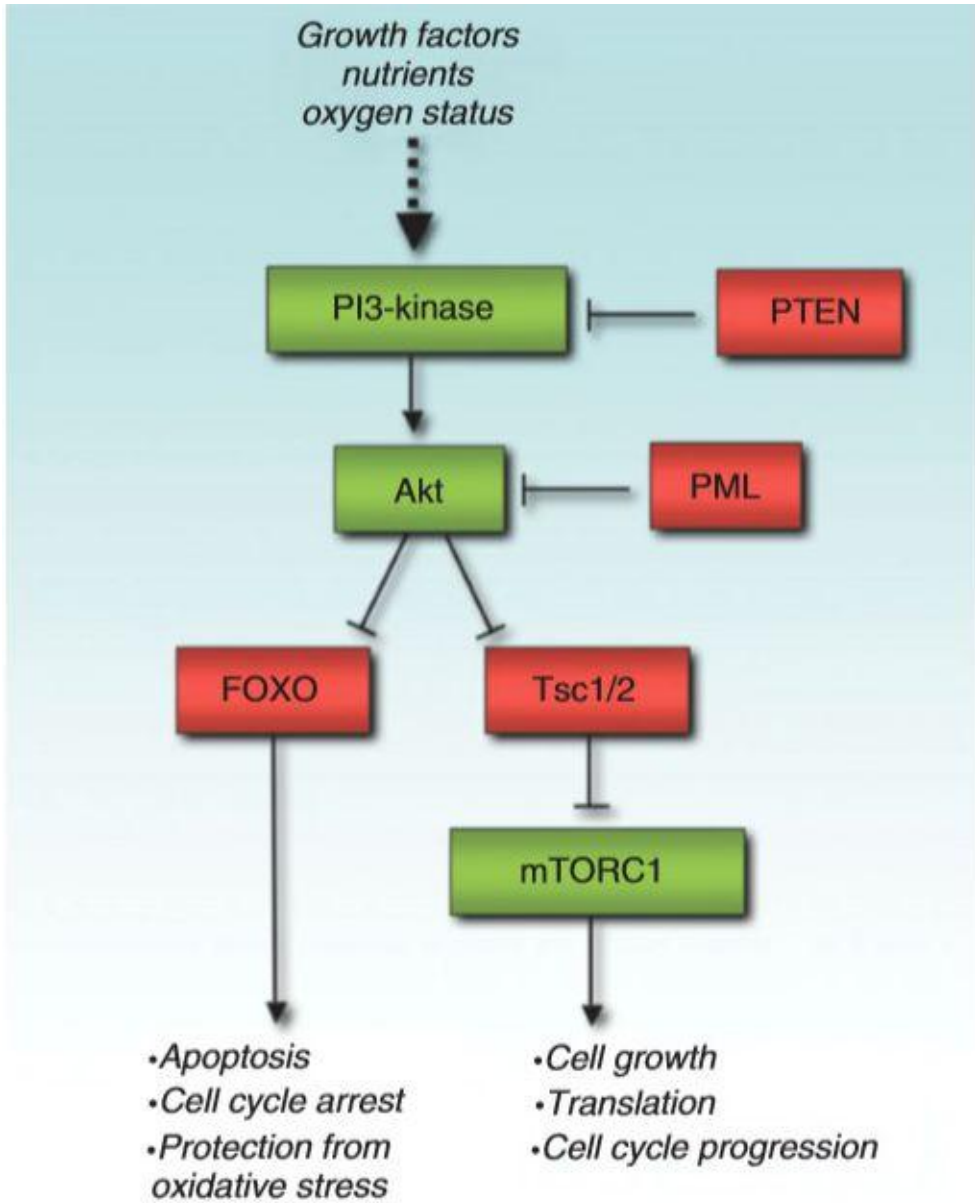 Growth factors
nutrients
oxygen status
PI3-kinase
PTEN
Akt
PML
FOXO
Tsc1/2
mTORC1
•Apoptosis
•Cell cycle arrest
•Protection from
oxidative stress
•Cell growth
•Translation
•Cell cycle progression